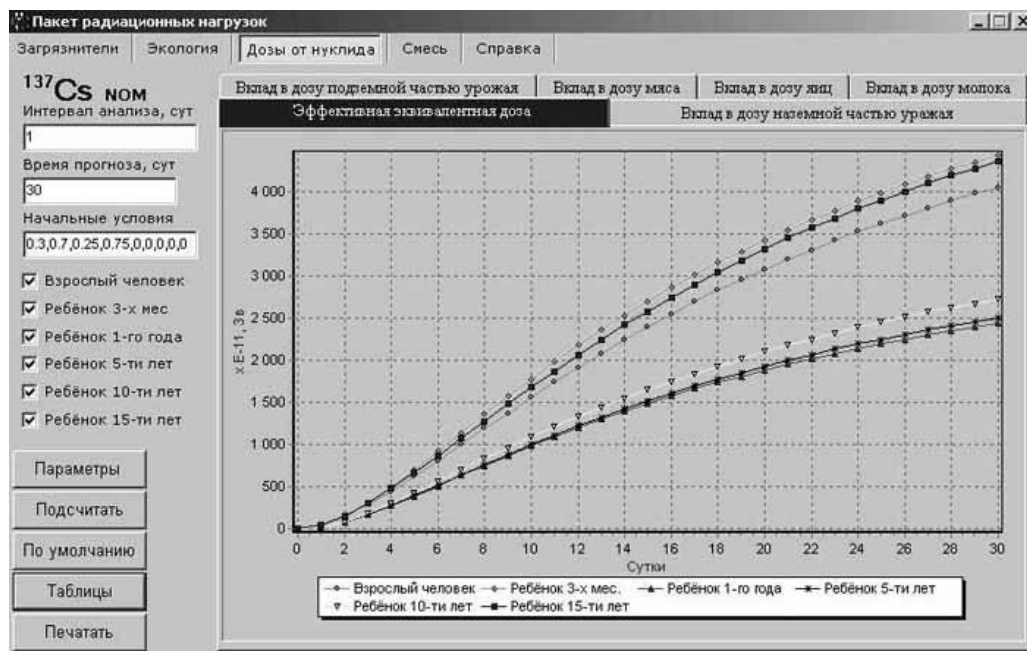 Пакет радиационных нагрузок
Загрязнители Экология Дозы от нуклида Смесь Справка
137Cs NOM
Интервал анализа, сут
1
Время прогноза, сут
30
Начальные условия
0.3,0.7,0.25,0.75,0,0,0,0,0
Взрослый человек
Ребёнок 3-х мес
Ребёнок 1-го года
Ребёнок 5-ти лет
Ребёнок 10-ти лет
Ребёнок 15-ти лет
Параметры
Подсчитать
По умолчанию
Таблицы
Печатать
Вклад в дозу подземной частью урожая Вклад в дозу мяса Вклад в дозу яиц Вклад в дозу молока
Эффективная эквивалентная доза Вклад в дозу наземной частью уражая
4 000
3 500
3 000
2 500
2 000
1 500
1 000
500
0
x E-11, Зв
0 2 4 6 8 10 12 14 16 18 20 22 24 26 28 30
Сутки
Взрослый человек Ребёнок 3-х мес. Ребёнок 1-го года Ребёнок 5-ти лет
Ребёнок 10-ти лет Ребёнок 15-ти лет